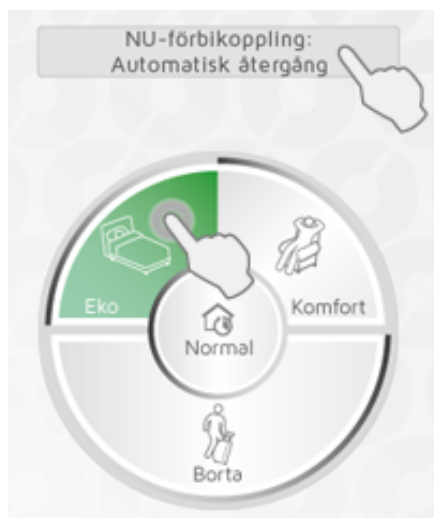 NU-förbikoppling:
Automatisk återgång
Eko
Komfort
Normal
Borta